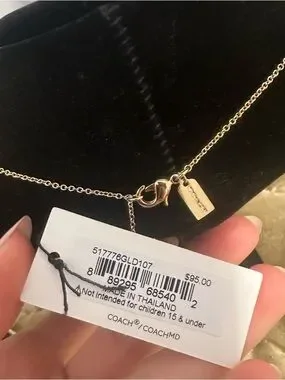 517776GLD107
$95.00
8 89295 68540 2
MADE IN THAILAND
⚠Not intended for children 15 & under
COACH®/COACHMD